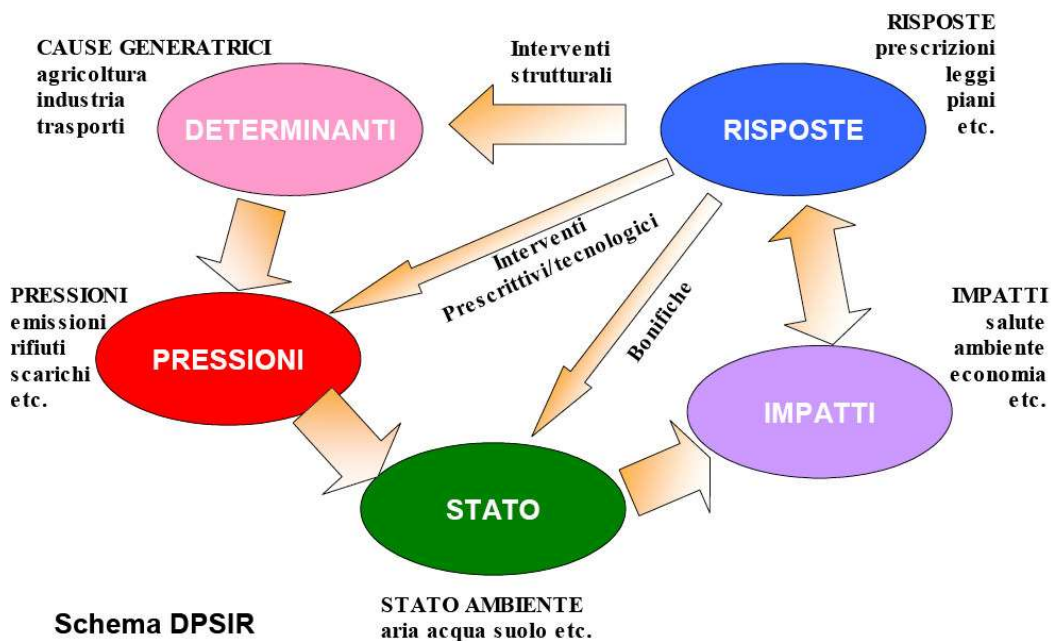 CAUSE GENERATRICI
agricoltura
industria
trasporti
DETERMINANTI
Interventi
strutturali
RISPOSTE
prescrizioni
leggi
piani
etc.
RISPOSTE
Interventi
Prescrittivi/tecnologici
Bonifiche
PRESSIONI
emissioni
rifiuti
scarichi
etc.
PRESSIONI
IMPATTI
salute
ambiente
economia
etc.
IMPATTI
STATO
STATO AMBIENTE
aria acqua suolo etc.
Schema DPSIR